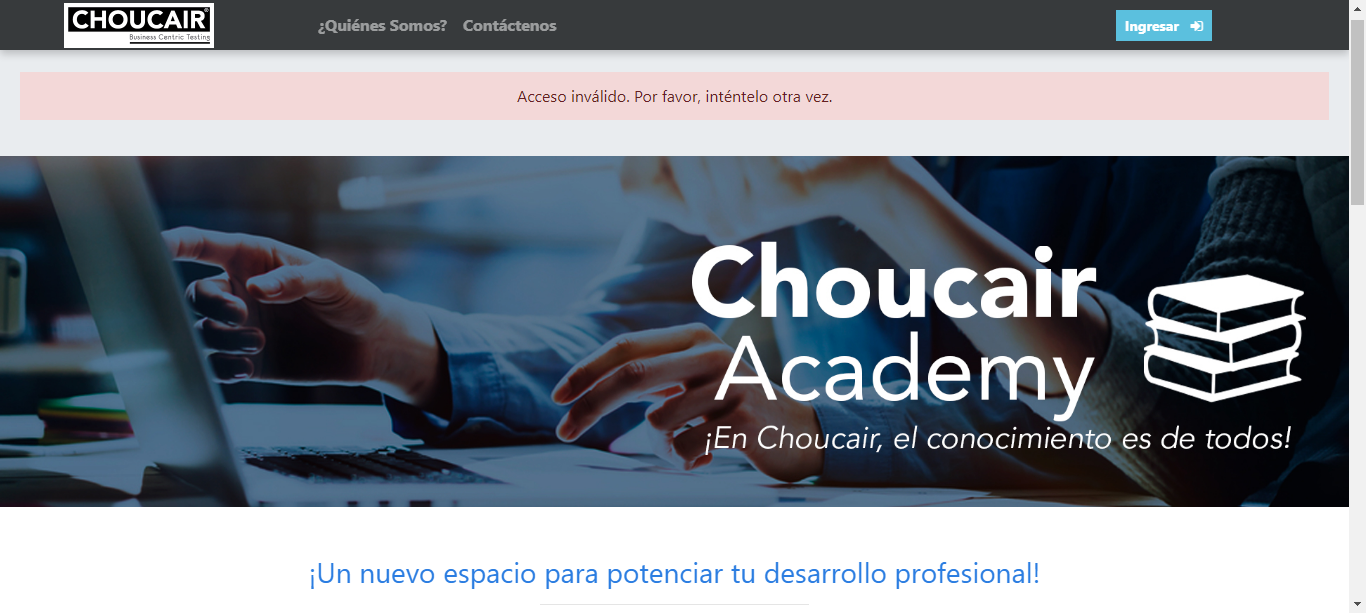 CHOUCAIR®
Business Centric Testing
¿Quiénes Somos?
Contáctenos
Ingresar
Acceso inválido. Por favor, inténtelo otra vez.
Choucair
Academy
¡En Choucair, el conocimiento es de todos!
¡Un nuevo espacio para potenciar tu desarrollo profesional!